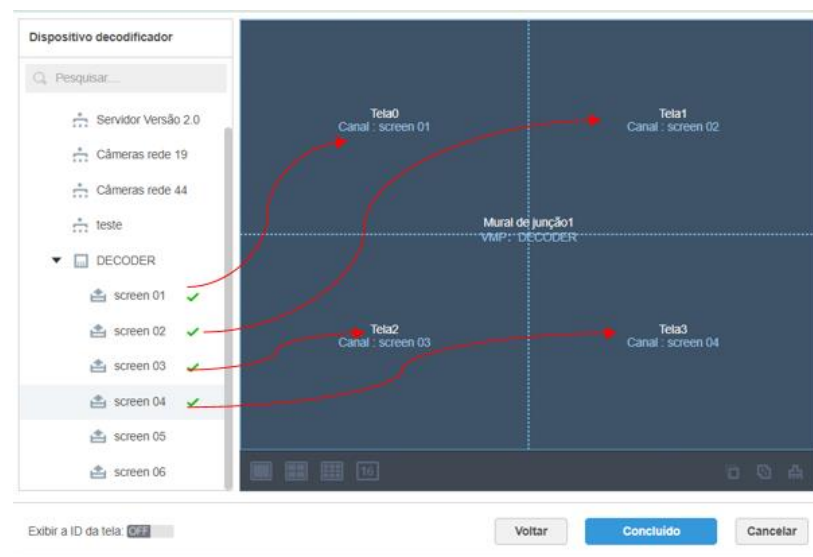 Dispositivo decodificador
Pesquisar....
Servidor Versão 2.0
Câmeras rede 19
Câmeras rede 44
teste
DECODER
screen 01
screen 02
screen 03
screen 04
screen 05
screen 06
Tela0
Canal : screen 01
Tela1
Canal : screen 02
Mural de junção1
VMP: DECODER
Tela2
Canal : screen 03
Tela3
Canal : screen 04
16
Exibir a ID da tela: OFF
Voltar
Concluído
Cancelar